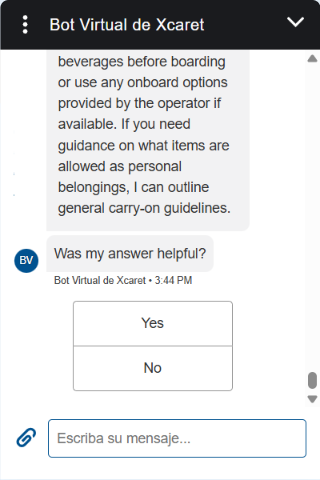 Bot Virtual de Xcaret
beverages before boarding
or use any onboard options
provided by the operator if
available. If you need
guidance on what items are
allowed as personal
belongings, I can outline
general carry-on guidelines.
Was my answer helpful?
BV
Bot Virtual de Xcaret • 3:44 PM
Yes
No
Escriba su mensaje...